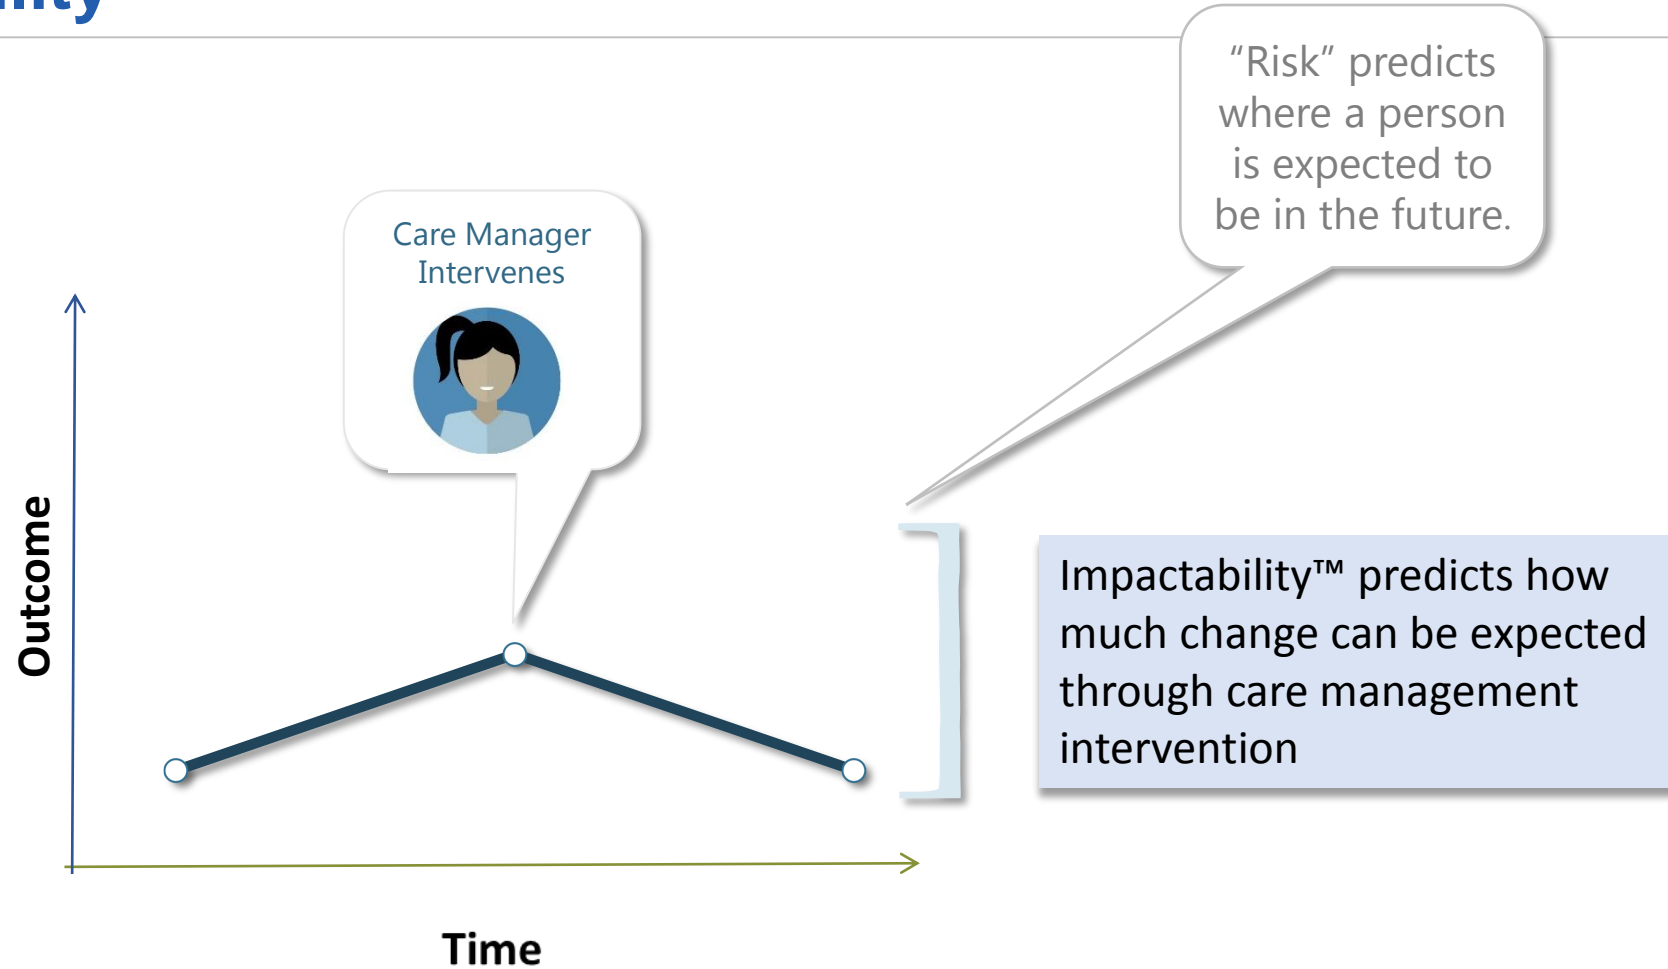 “Risk” predicts
where a person
is expected to
be in the future.
Care Manager
Intervenes
Outcome
Impactability™ predicts how
much change can be expected
through care management
intervention
Time